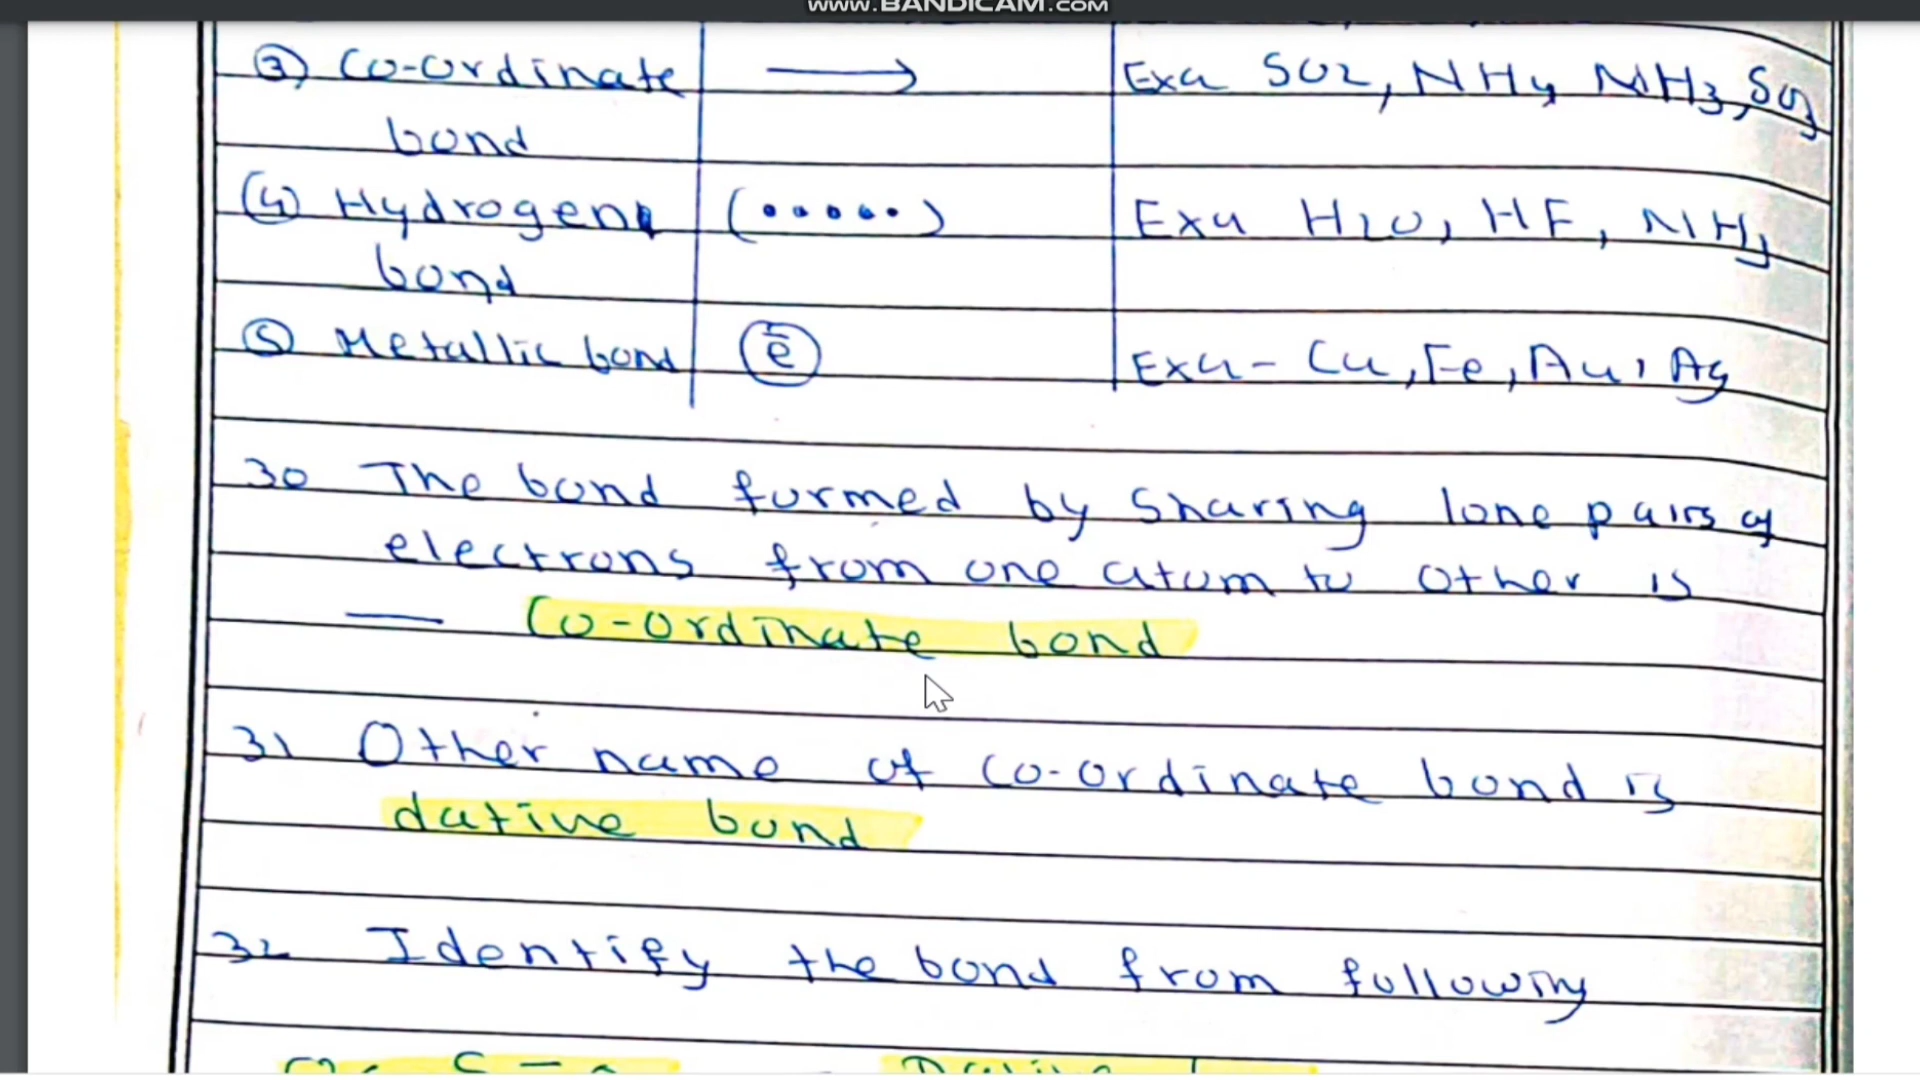 WWW.BANDICAM.COM
③ Co-ordinate → Exa SO2, NH4 NH3, SO3
bond
(4) Hydrogen (•••••) Exa H2O, HF, NH3
bond
⑤ Metallic bond ē Exa- Cu, Fe, Au, Ag
30 The bond formed by Sharing lone pairs of
electrons from one atom to other is
— Co-ordinate bond
31 Other name of Co-ordinate bond is
dative bond
32 Identify the bond from following